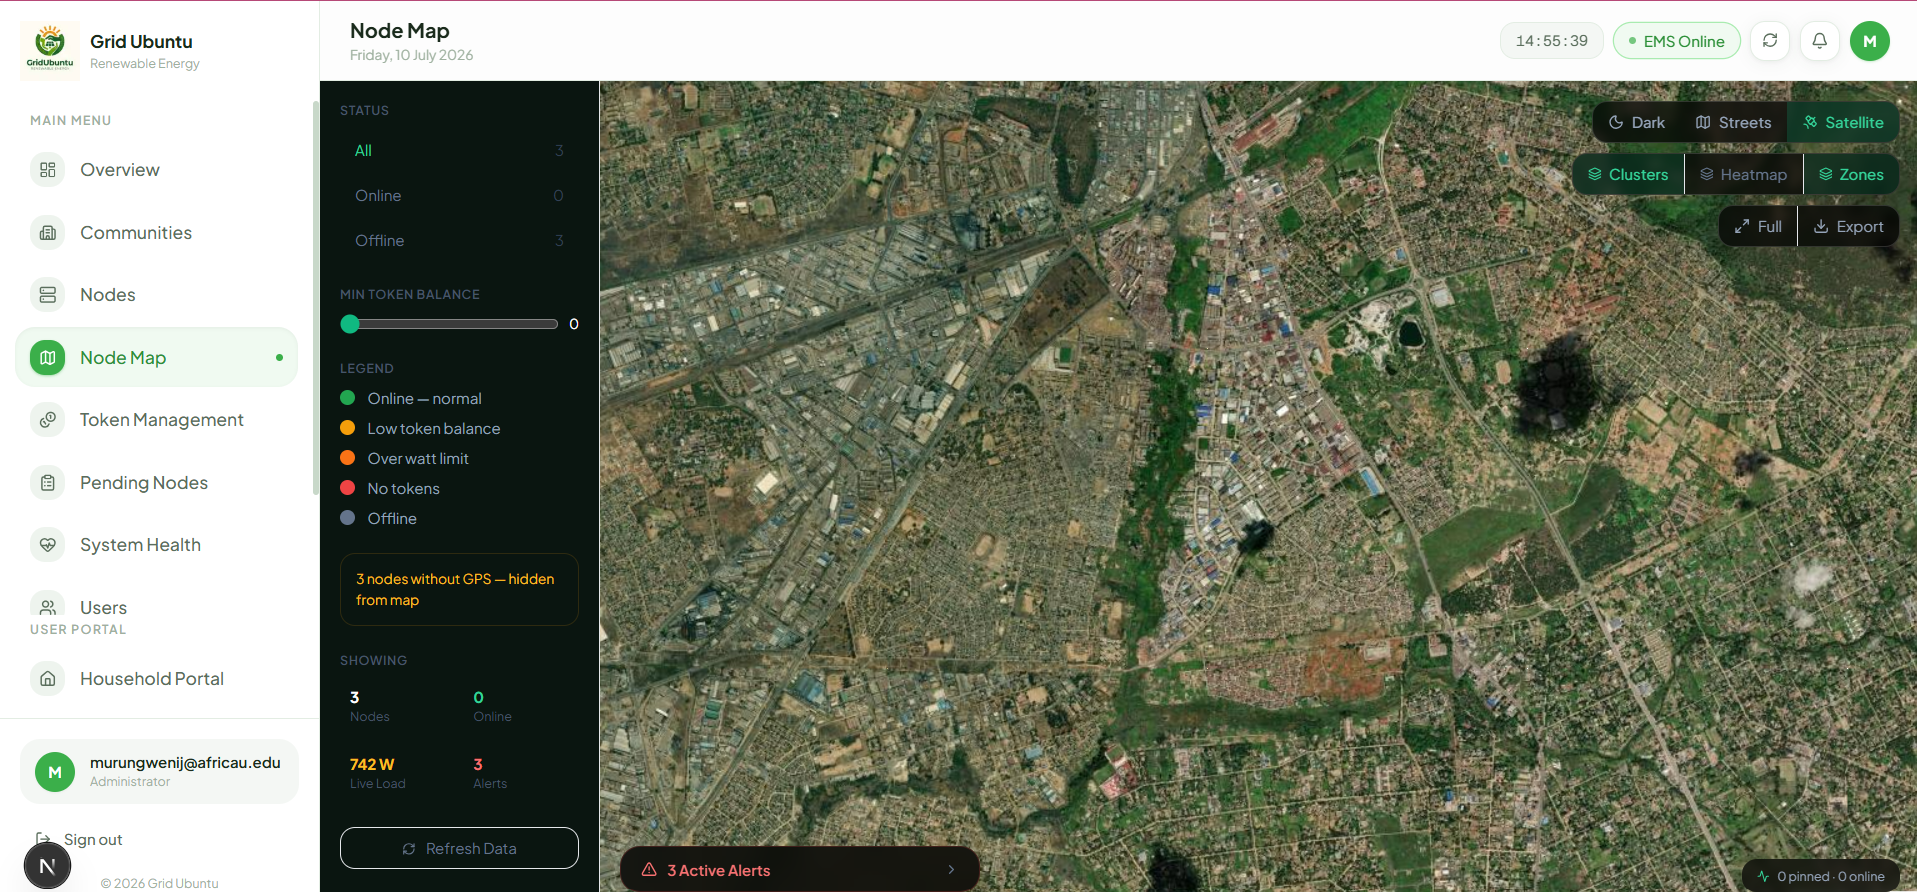 GridUbuntu
Grid Ubuntu
Renewable Energy
MAIN MENU
Overview
Communities
Nodes
Node Map
Token Management
Pending Nodes
System Health
Users
USER PORTAL
Household Portal
M
murungwenij@africau.edu
Administrator
Sign out
N
© 2026 Grid Ubuntu
Node Map
Friday, 10 July 2026
14:55:39
EMS Online
M
STATUS
All 3
Online 0
Offline 3
MIN TOKEN BALANCE
0
LEGEND
Online — normal
Low token balance
Over watt limit
No tokens
Offline
3 nodes without GPS — hidden
from map
SHOWING
3 0
Nodes Online
742 W 3
Live Load Alerts
Refresh Data
Dark Streets Satellite
Clusters Heatmap Zones
Full Export
3 Active Alerts
0 pinned · 0 online